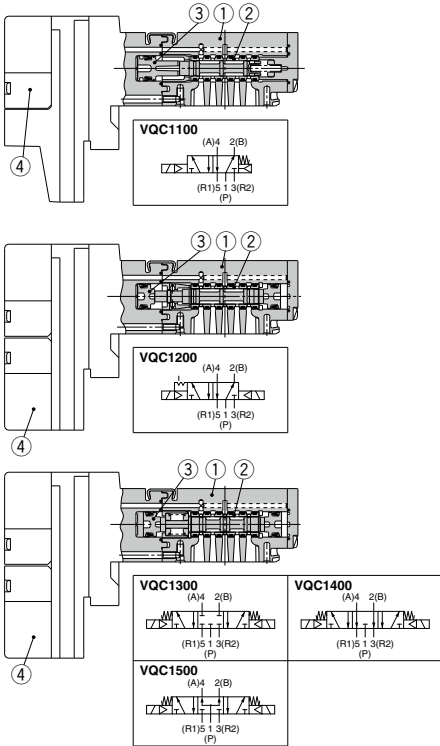 ③ ① ②
④
VQC1100
(A)4 2(B)
(R1)5 1 3(R2)
(P)
③ ① ②
④
VQC1200
(A)4 2(B)
(R1)5 1 3(R2)
(P)
③ ① ②
④
VQC1300
(A)4 2(B)
(R1)5 1 3(R2)
(P)
VQC1400
(A)4 2(B)
(R1)5 1 3(R2)
(P)
VQC1500
(A)4 2(B)
(R1)5 1 3(R2)
(P)